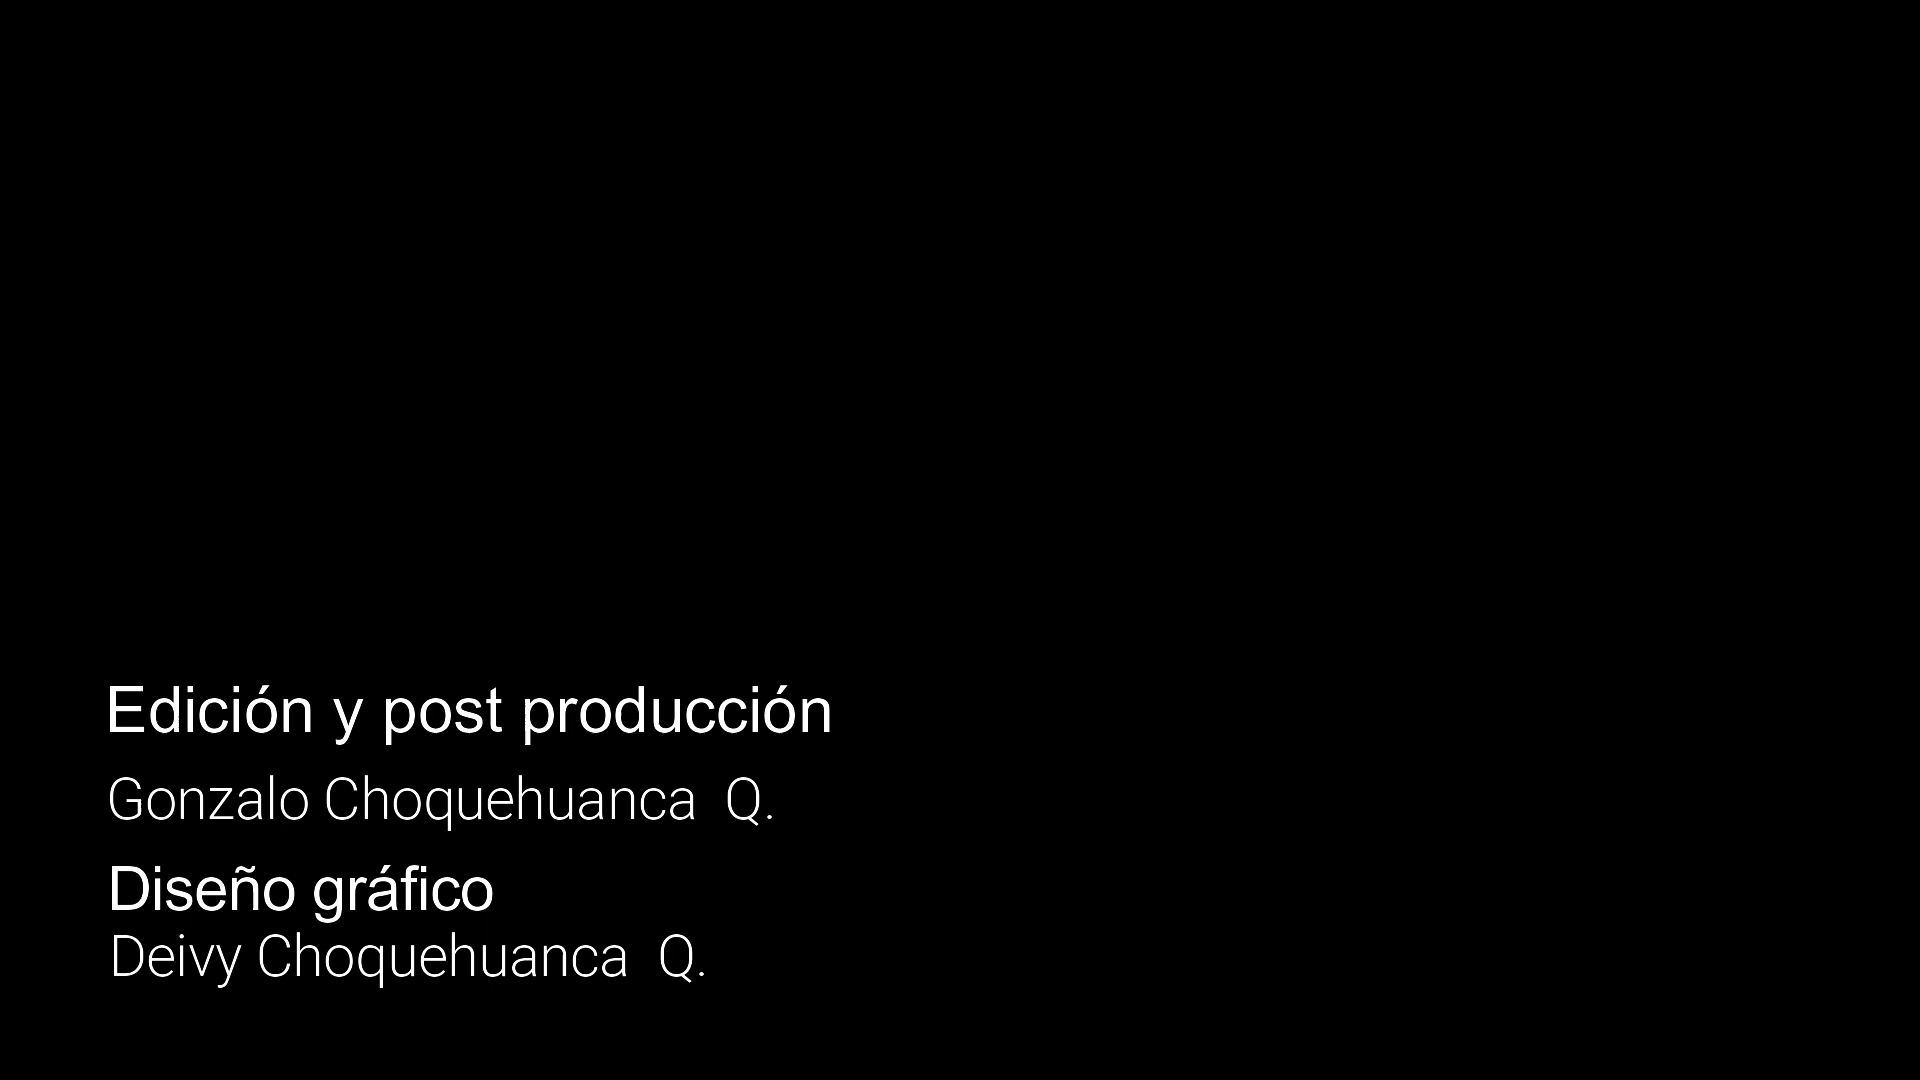 Edición y post producción
Gonzalo Choquehuanca  Q.
Diseño gráfico
Deivy Choquehuanca  Q.